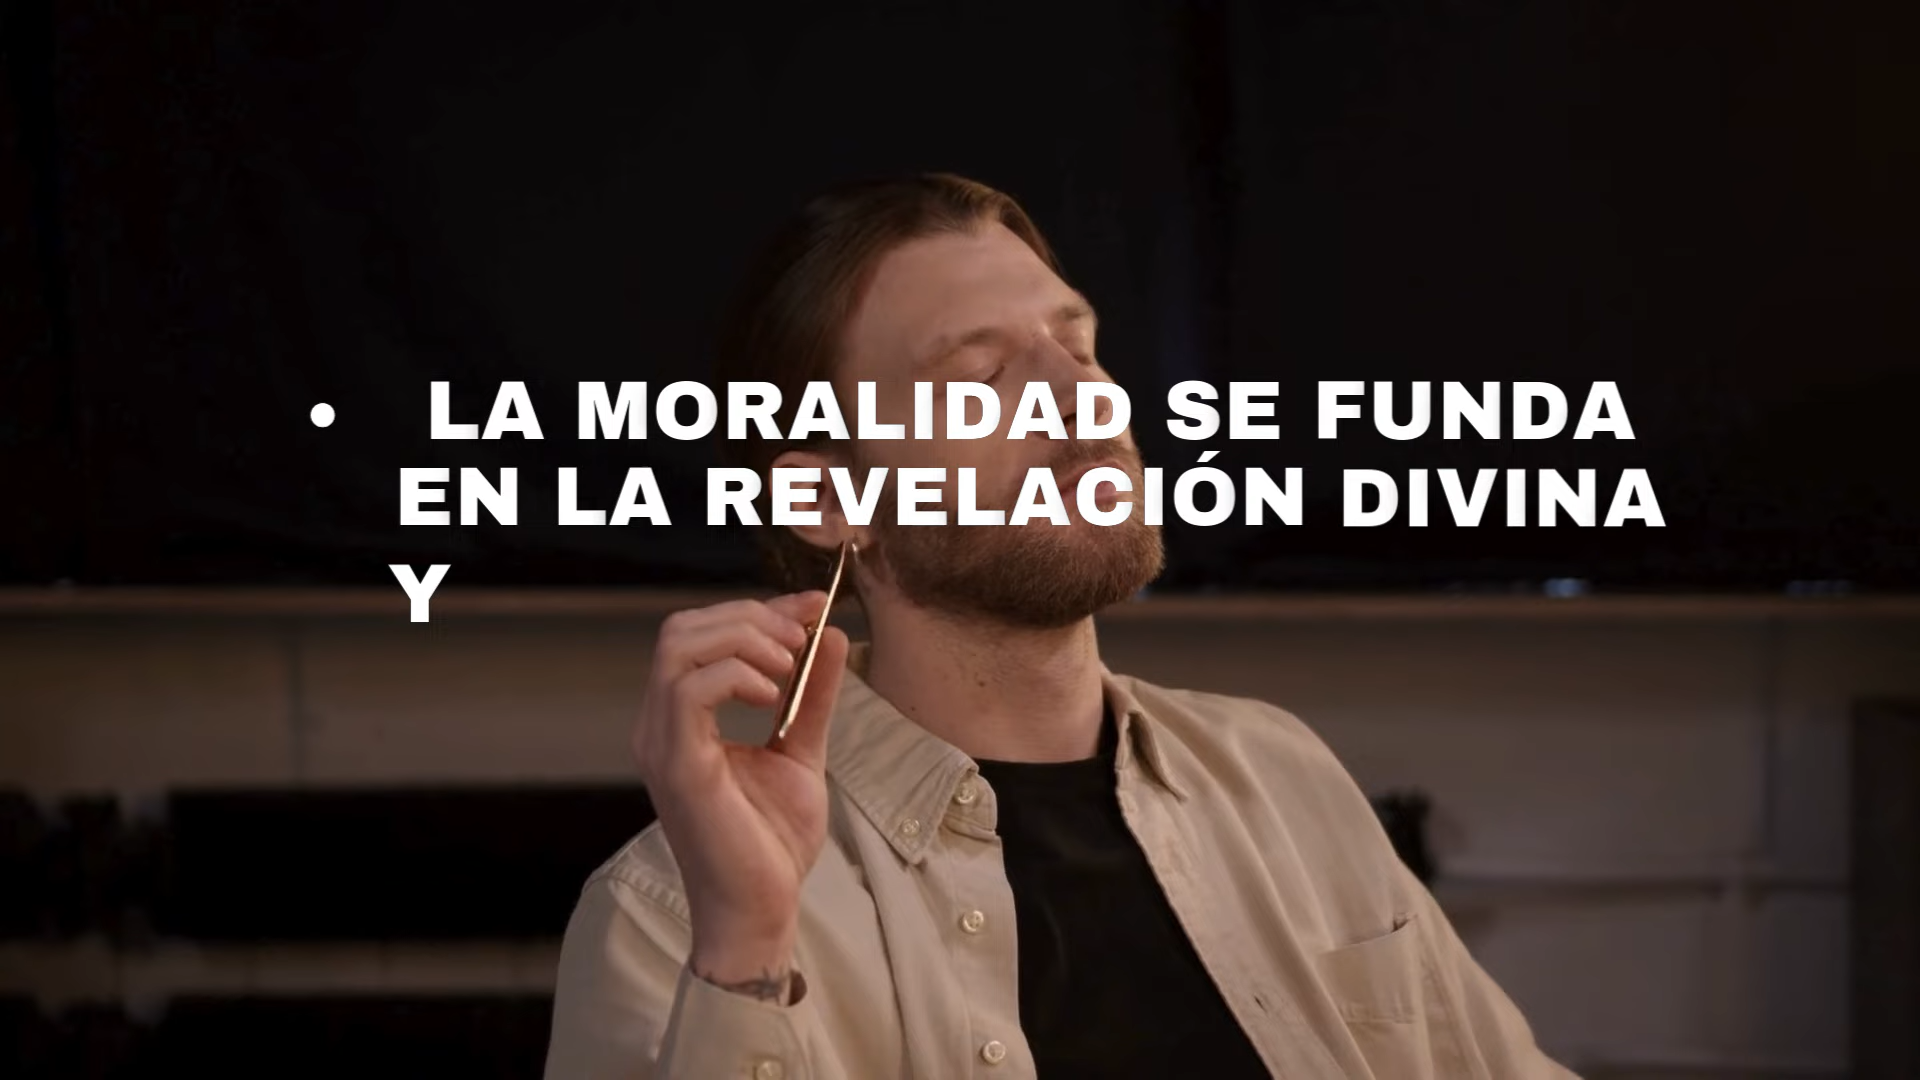 • LA MORALIDAD SE FUNDA
EN LA REVELACIÓN DIVINA
Y